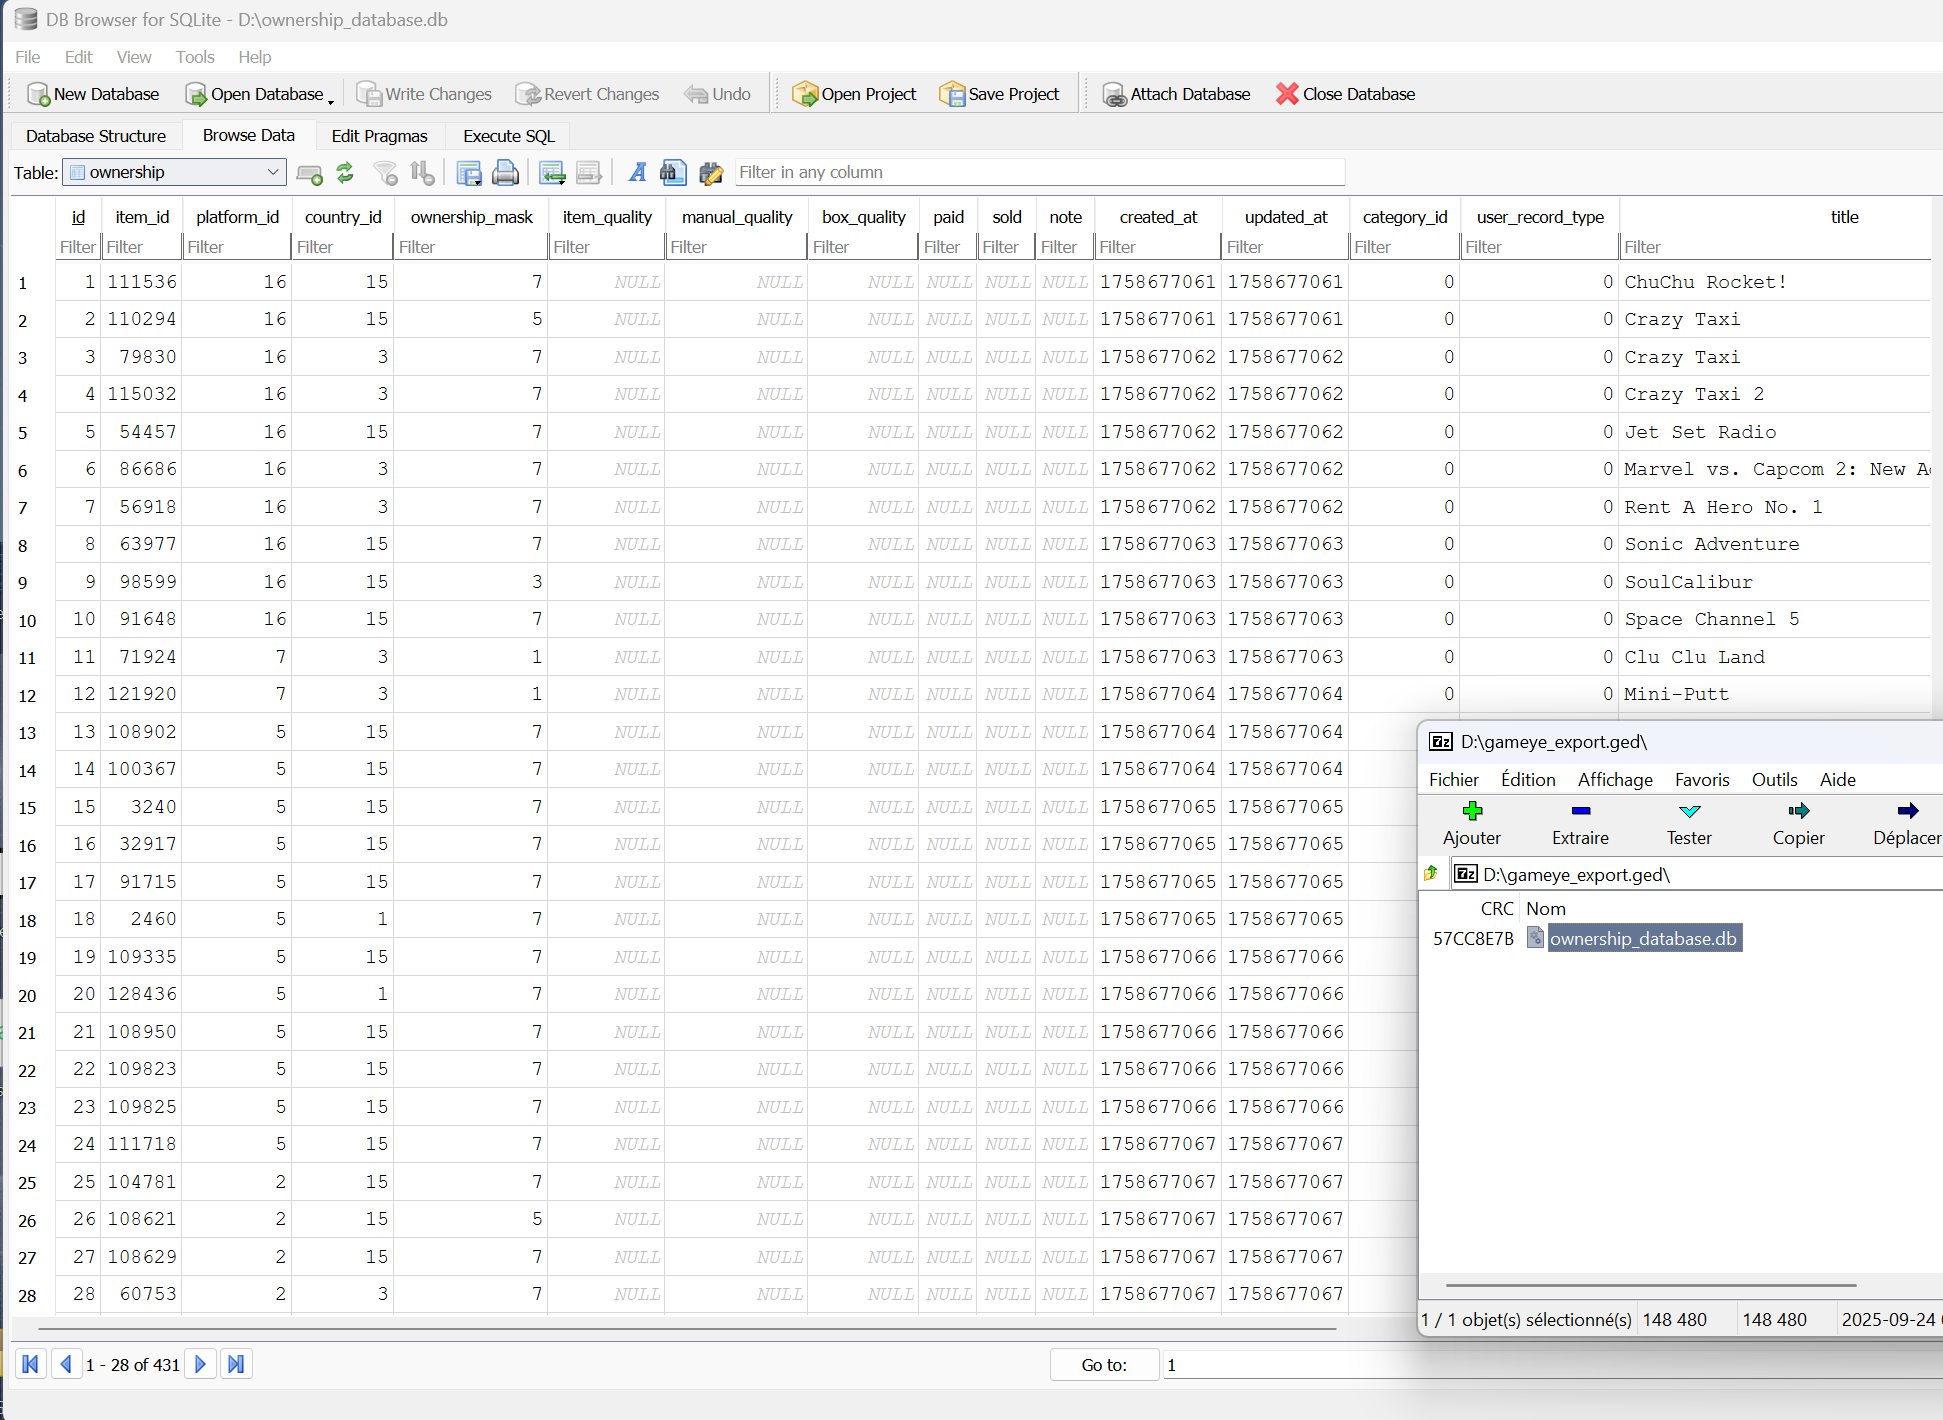 DB Browser for SQLite - D:\ownership_database.db
File Edit View Tools Help
New Database Open Database Write Changes Revert Changes Undo Open Project Save Project Attach Database Close Database
Database Structure Browse Data Edit Pragmas Execute SQL
Table: ownership Filter in any column
id item_id platform_id country_id ownership_mask item_quality manual_quality box_quality paid sold note created_at updated_at category_id user_record_type title
Filter Filter Filter Filter Filter Filter Filter Filter Filter Filter Filter Filter Filter Filter Filter Filter
1 1 111536 16 15 7 NULL NULL NULL NULL NULL NULL 1758677061 1758677061 0 0 ChuChu Rocket!
2 2 110294 16 15 5 NULL NULL NULL NULL NULL NULL 1758677061 1758677061 0 0 Crazy Taxi
3 3 79830 16 3 7 NULL NULL NULL NULL NULL NULL 1758677062 1758677062 0 0 Crazy Taxi
4 4 115032 16 3 7 NULL NULL NULL NULL NULL NULL 1758677062 1758677062 0 0 Crazy Taxi 2
5 5 54457 16 15 7 NULL NULL NULL NULL NULL NULL 1758677062 1758677062 0 0 Jet Set Radio
6 6 86686 16 3 7 NULL NULL NULL NULL NULL NULL 1758677062 1758677062 0 0 Marvel vs. Capcom 2: New
7 7 56918 16 3 7 NULL NULL NULL NULL NULL NULL 1758677062 1758677062 0 0 Rent A Hero No. 1
8 8 63977 16 15 7 NULL NULL NULL NULL NULL NULL 1758677063 1758677063 0 0 Sonic Adventure
9 9 98599 16 15 3 NULL NULL NULL NULL NULL NULL 1758677063 1758677063 0 0 SoulCalibur
10 10 91648 16 15 7 NULL NULL NULL NULL NULL NULL 1758677063 1758677063 0 0 Space Channel 5
11 11 71924 7 3 1 NULL NULL NULL NULL NULL NULL 1758677063 1758677063 0 0 Clu Clu Land
12 12 121920 7 3 1 NULL NULL NULL NULL NULL NULL 1758677064 1758677064 0 0 Mini-Putt
13 13 108902 5 15 7 NULL NULL NULL NULL NULL NULL 1758677064 1758677064
14 14 100367 5 15 7 NULL NULL NULL NULL NULL NULL 1758677064 1758677064
15 15 3240 5 15 7 NULL NULL NULL NULL NULL NULL 1758677065 1758677065
16 16 32917 5 15 7 NULL NULL NULL NULL NULL NULL 1758677065 1758677065
17 17 91715 5 15 7 NULL NULL NULL NULL NULL NULL 1758677065 1758677065
18 18 2460 5 1 7 NULL NULL NULL NULL NULL NULL 1758677065 1758677065
19 19 109335 5 15 7 NULL NULL NULL NULL NULL NULL 1758677066 1758677066
20 20 128436 5 1 7 NULL NULL NULL NULL NULL NULL 1758677066 1758677066
21 21 108950 5 15 7 NULL NULL NULL NULL NULL NULL 1758677066 1758677066
22 22 109823 5 15 7 NULL NULL NULL NULL NULL NULL 1758677066 1758677066
23 23 109825 5 15 7 NULL NULL NULL NULL NULL NULL 1758677066 1758677066
24 24 111718 5 15 7 NULL NULL NULL NULL NULL NULL 1758677067 1758677067
25 25 104781 2 15 7 NULL NULL NULL NULL NULL NULL 1758677067 1758677067
26 26 108621 2 15 5 NULL NULL NULL NULL NULL NULL 1758677067 1758677067
27 27 108629 2 15 7 NULL NULL NULL NULL NULL NULL 1758677067 1758677067
28 28 60753 2 3 7 NULL NULL NULL NULL NULL NULL 1758677067 1758677067
1 - 28 of 431 Go to: 1
7z D:\gameye_export.ged\
Fichier Édition Affichage Favoris Outils Aide
Ajouter Extraire Tester Copier Déplacer
7z D:\gameye_export.ged\
CRC Nom
57CC8E7B ownership_database.db
1 / 1 objet(s) sélectionné(s) 148 480 148 480 2025-09-24